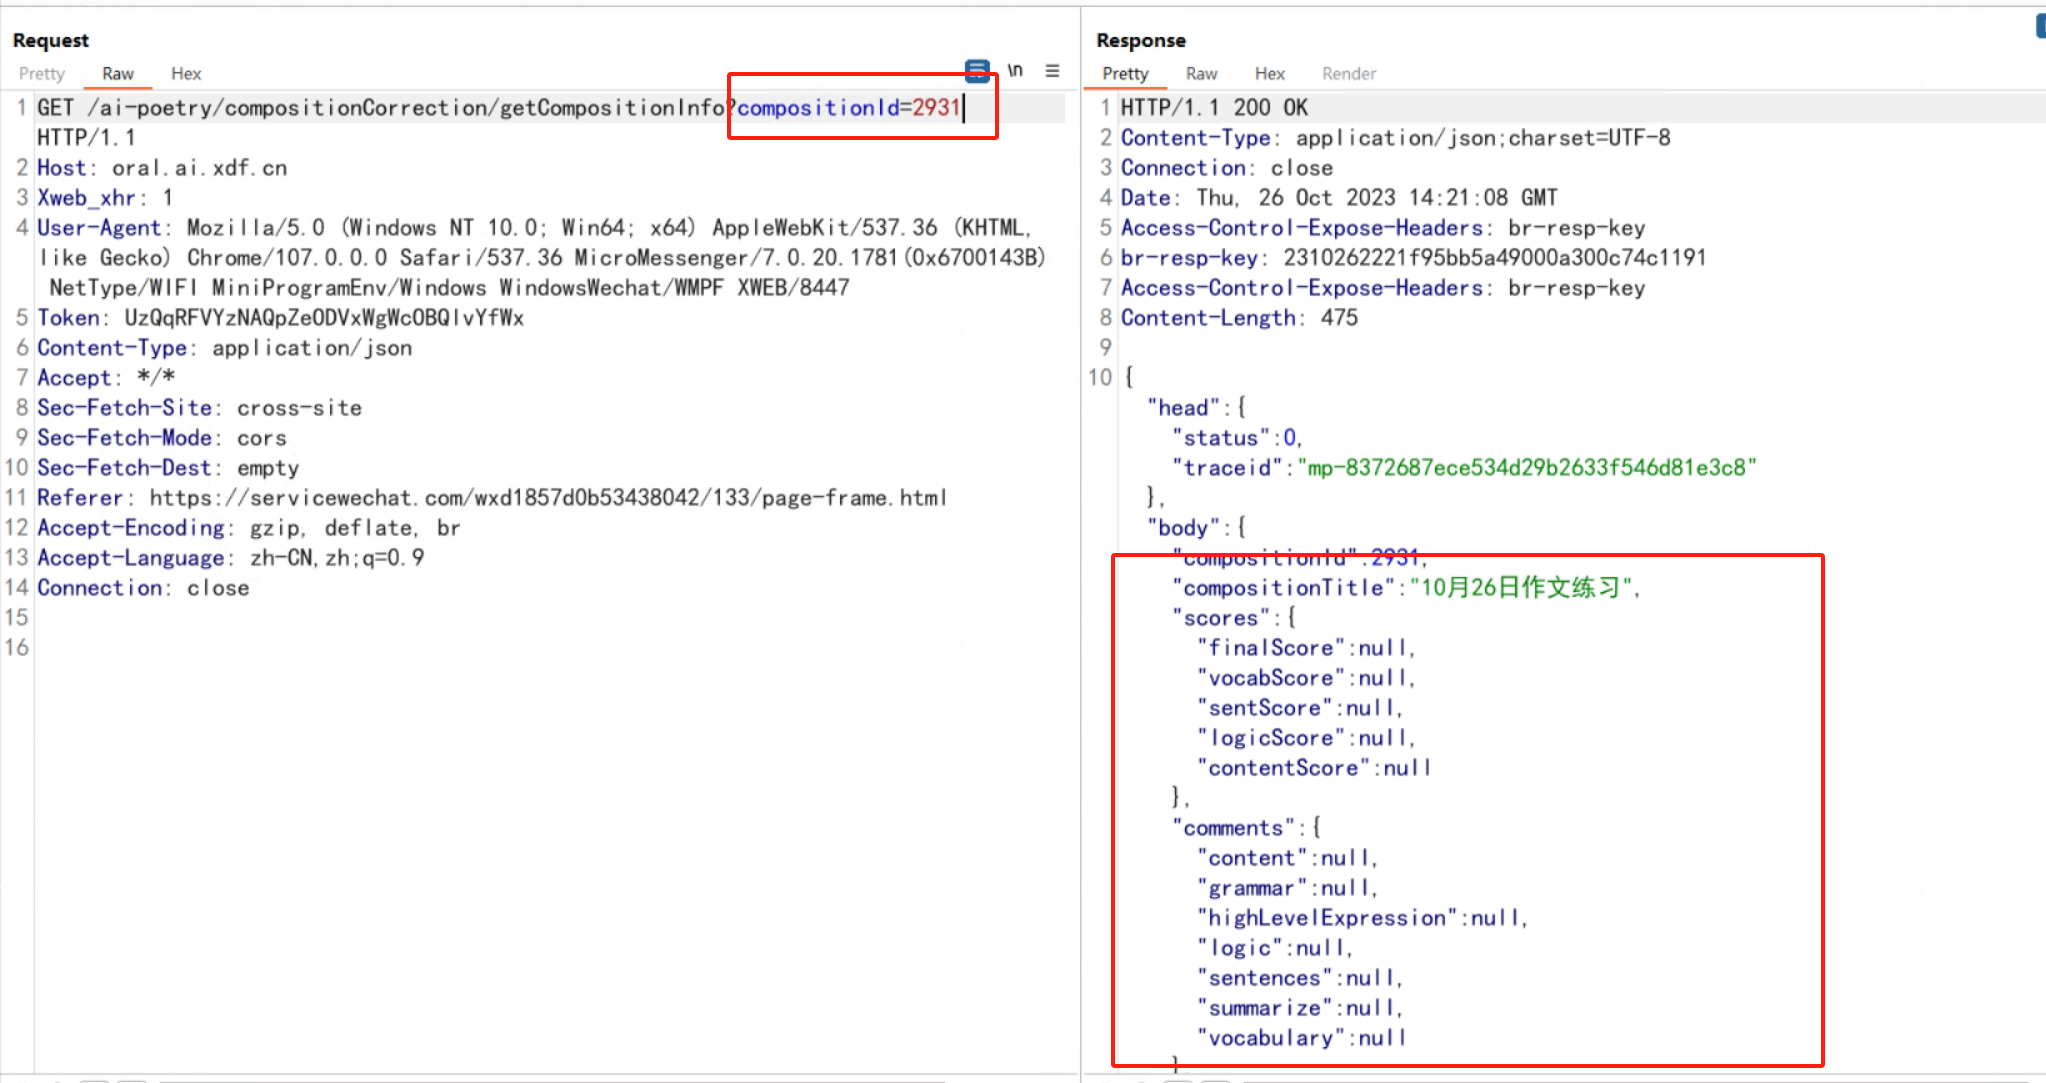 Request
Pretty Raw Hex \n
1 GET /ai-poetry/compositionCorrection/getCompositionInfo?compositionId=2931
HTTP/1.1
2 Host: oral.ai.xdf.cn
3 Xweb_xhr: 1
4 User-Agent: Mozilla/5.0 (Windows NT 10.0; Win64; x64) AppleWebKit/537.36 (KHTML,
like Gecko) Chrome/107.0.0.0 Safari/537.36 MicroMessenger/7.0.20.1781(0x6700143B)
NetType/WIFI MiniProgramEnv/Windows WindowsWechat/WMPF XWEB/8447
5 Token: UzQqRFVYzNAQpZeODVxWgWcOBQlvYfWx
6 Content-Type: application/json
7 Accept: */*
8 Sec-Fetch-Site: cross-site
9 Sec-Fetch-Mode: cors
10 Sec-Fetch-Dest: empty
11 Referer: https://servicewechat.com/wxd1857d0b53438042/133/page-frame.html
12 Accept-Encoding: gzip, deflate, br
13 Accept-Language: zh-CN,zh;q=0.9
14 Connection: close
15
16
Response
Pretty Raw Hex Render
1 HTTP/1.1 200 OK
2 Content-Type: application/json;charset=UTF-8
3 Connection: close
4 Date: Thu, 26 Oct 2023 14:21:08 GMT
5 Access-Control-Expose-Headers: br-resp-key
6 br-resp-key: 2310262221f95bb5a49000a300c74c1191
7 Access-Control-Expose-Headers: br-resp-key
8 Content-Length: 475
9
10 {
"head":{
"status":0,
"traceid":"mp-8372687ece534d29b2633f546d81e3c8"
},
"body":{
"compositionId":2931,
"compositionTitle":"10月26日作文练习",
"scores":{
"finalScore":null,
"vocabScore":null,
"sentScore":null,
"logicScore":null,
"contentScore":null
},
"comments":{
"content":null,
"grammar":null,
"highLevelExpression":null,
"logic":null,
"sentences":null,
"summarize":null,
"vocabulary":null
}